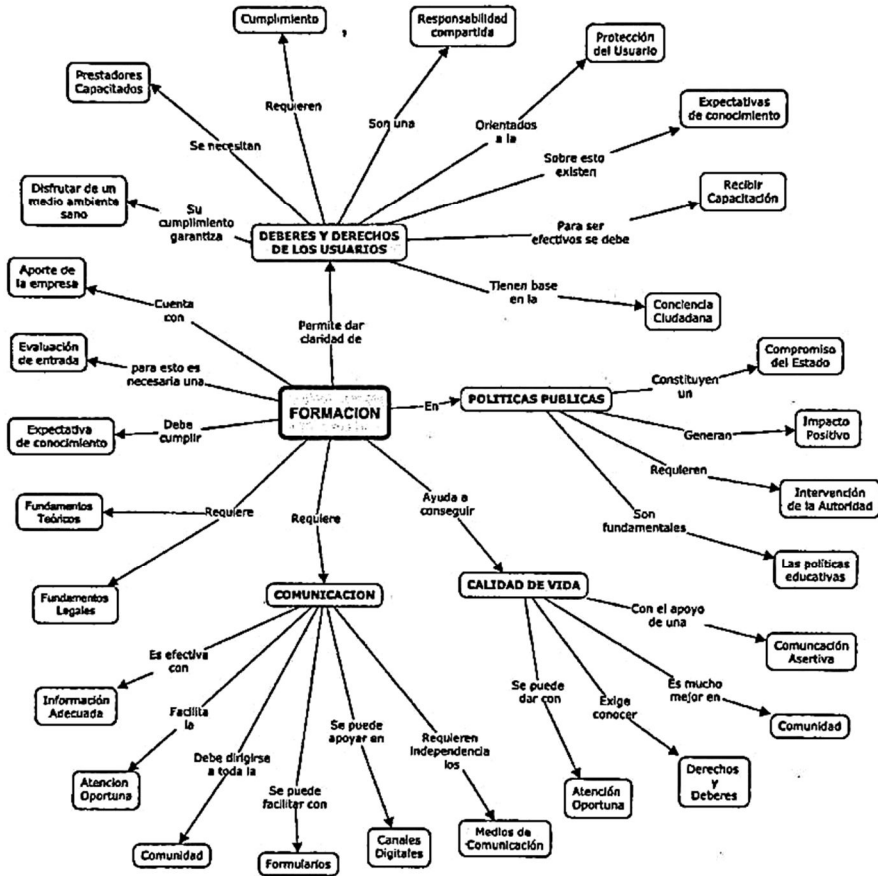 Cumplimiento
,
Responsabilidad
compartida
Protección
del Usuario
Prestadores
Capacitados
Requieren
Son una
Orientados
a la
Expectativas
de conocimiento
Se necesitan
Sobre esto
existen
Disfrutar de un
medio ambiente
sano
Su
cumplimiento
garantiza
DEBERES Y DERECHOS
DE LOS USUARIOS
Para ser
efectivos se debe
Recibir
Capacitación
Aporte de
la empresa
Cuenta
con
Tienen base
en la
Conciencia
Ciudadana
Permite dar
claridad de
Evaluación
de entrada
para esto es
necesaria una
Compromiso
del Estado
Constituyen
un
FORMACION
En
POLITICAS PUBLICAS
Expectativa
de conocimiento
Debe
cumplir
Generan
Impacto
Positivo
Requieren
Intervención
de la Autoridad
Fundamentos
Teóricos
Requiere
Requiere
Ayuda a
conseguir
Son
fundamentales
Las políticas
educativas
Fundamentos
Legales
COMUNICACION
CALIDAD DE VIDA
Con el apoyo
de una
Comuncación
Asertiva
Es efectiva
con
Información
Adecuada
Facilita
la
Se puede
apoyar en
Requieren
independencia
los
Se puede
dar con
Exige
conocer
Es mucho
mejor en
Comunidad
Debe dirigirse
a toda la
Se puede
facilitar con
Atencion
Oportuna
Comunidad
Formularios
Canales
Digitales
Medios de
Comunicación
Atención
Oportuna
Derechos
y
Deberes